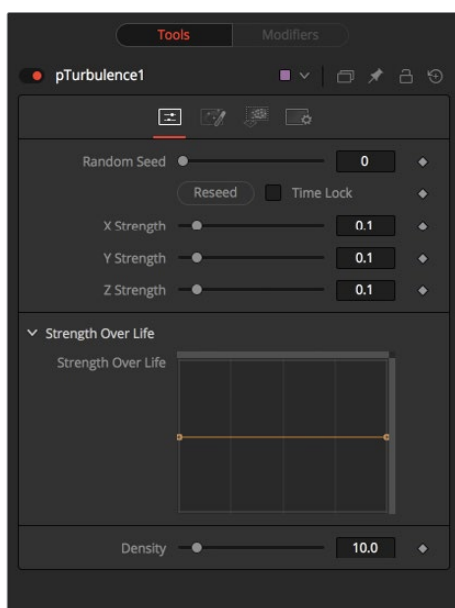 Tools Modifiers
pTurbulence1
Random Seed 0
Reseed Time Lock
X Strength 0.1
Y Strength 0.1
Z Strength 0.1
Strength Over Life
Strength Over Life
Density 10.0